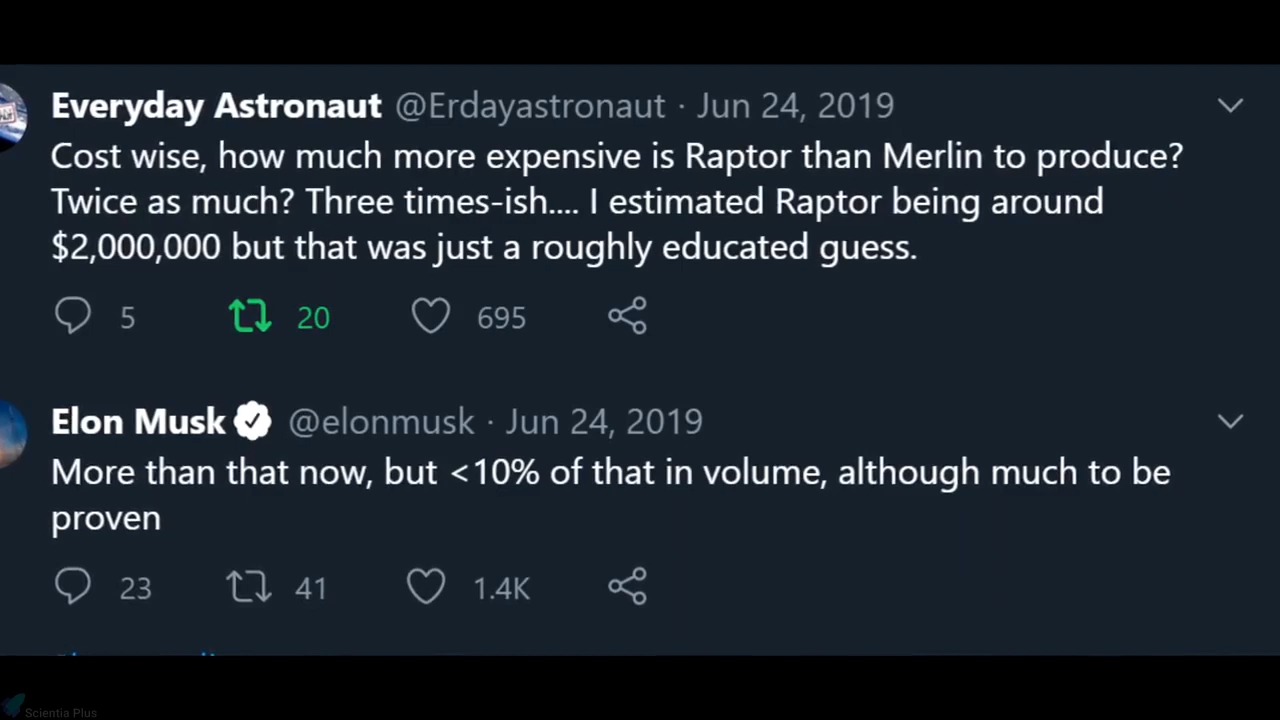 Everyday Astronaut @Erdayastronaut · Jun 24, 2019
Cost wise, how much more expensive is Raptor than Merlin to produce?
Twice as much? Three times-ish.... I estimated Raptor being around
$2,000,000 but that was just a roughly educated guess.
5 20 695
Elon Musk @elonmusk · Jun 24, 2019
More than that now, but <10% of that in volume, although much to be
proven
23 41 1.4K
Scientia Plus